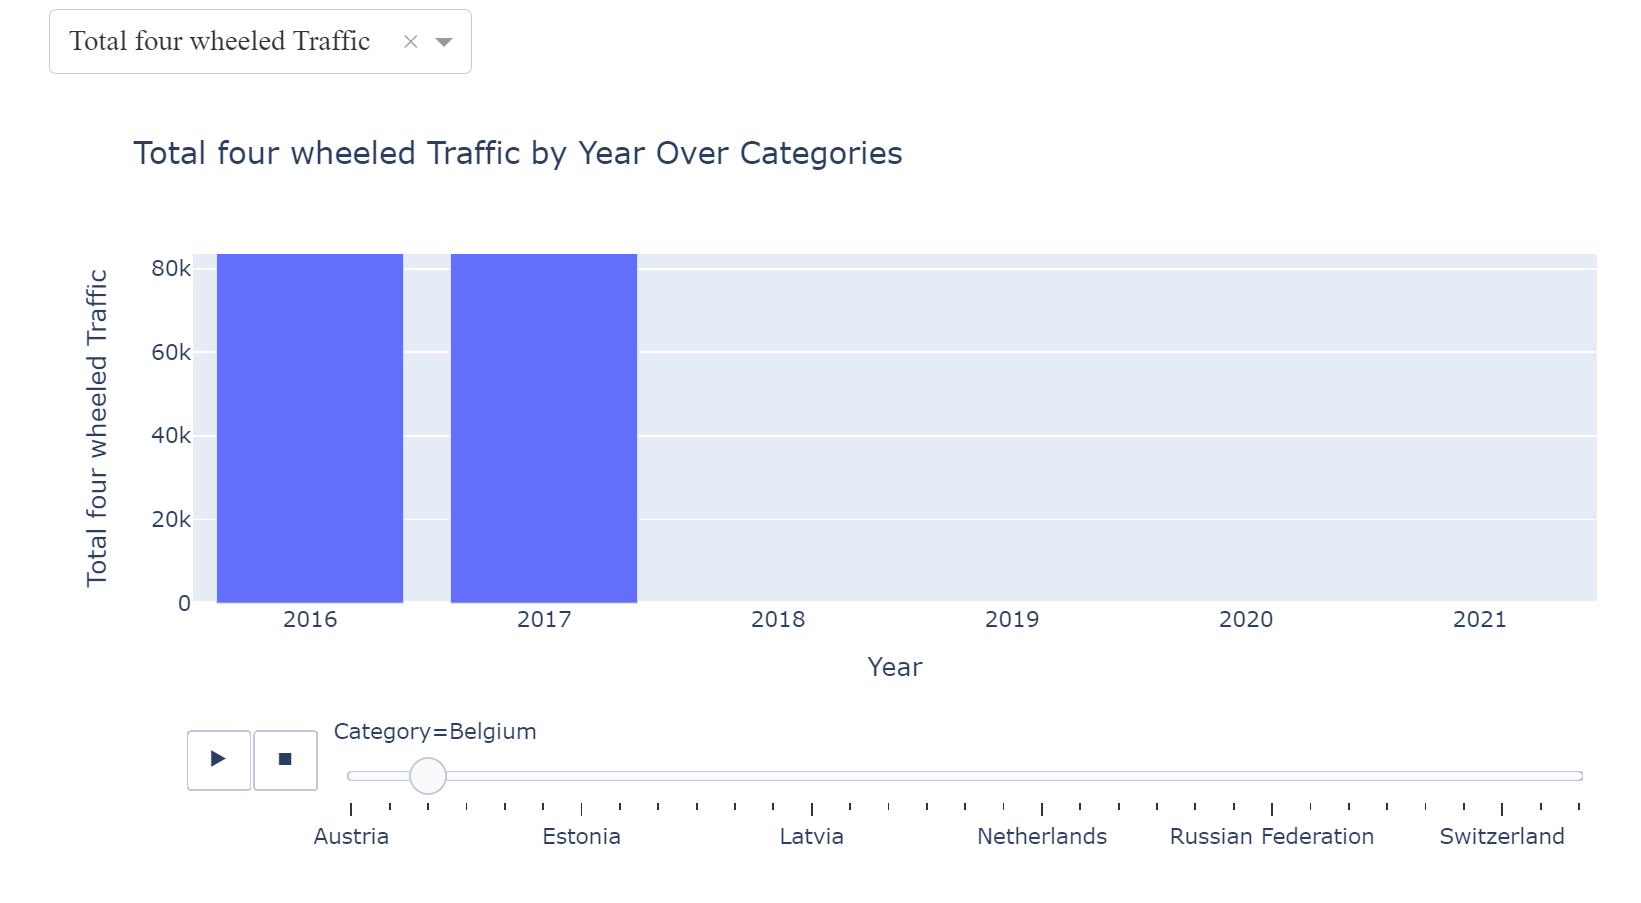 Total four wheeled Traffic
Total four wheeled Traffic by Year Over Categories
Total four wheeled Traffic
80k
60k
40k
20k
0
2016 2017 2018 2019 2020 2021
Year
Category=Belgium
Austria Estonia Latvia Netherlands Russian Federation Switzerland